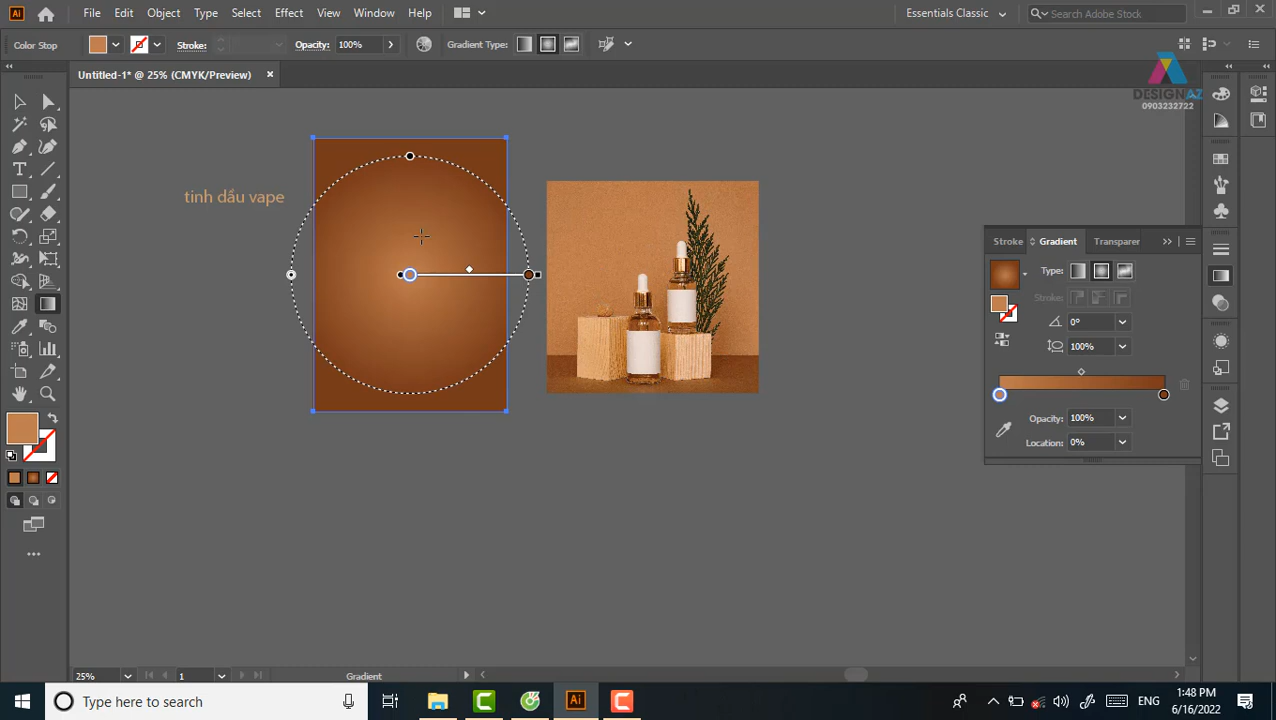 File Edit Object Type Select Effect View Window Help
Essentials Classic
Search Adobe Stock
Color Stop
Stroke:
Opacity: 100%
Gradient Type:
Untitled-1* @ 25% (CMYK/Preview)
DESIGNAZ
0903232722
tinh dầu vape
Stroke Gradient Transparer
Type:
Stroke:
0°
100%
Opacity: 100%
Location: 0%
25%
1
Gradient
Type here to search
ENG
1:48 PM
6/16/2022